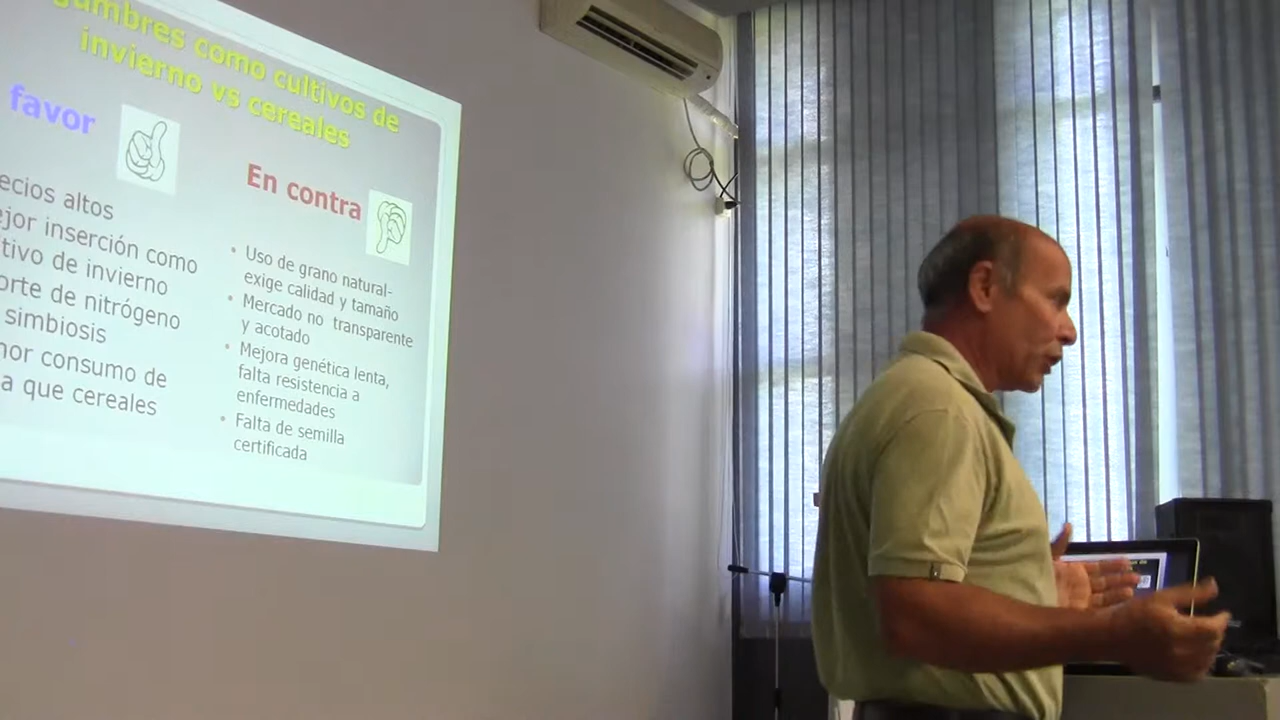 gumbres como cultivos de
invierno vs cereales
favor
ecios altos
ejor inserción como
tivo de invierno
orte de nitrógeno
simbiosis
nor consumo de
a que cereales
En contra
• Uso de grano natural-
exige calidad y tamaño
• Mercado no transparente
y acotado
• Mejora genética lenta,
falta resistencia a
enfermedades
• Falta de semilla
certificada